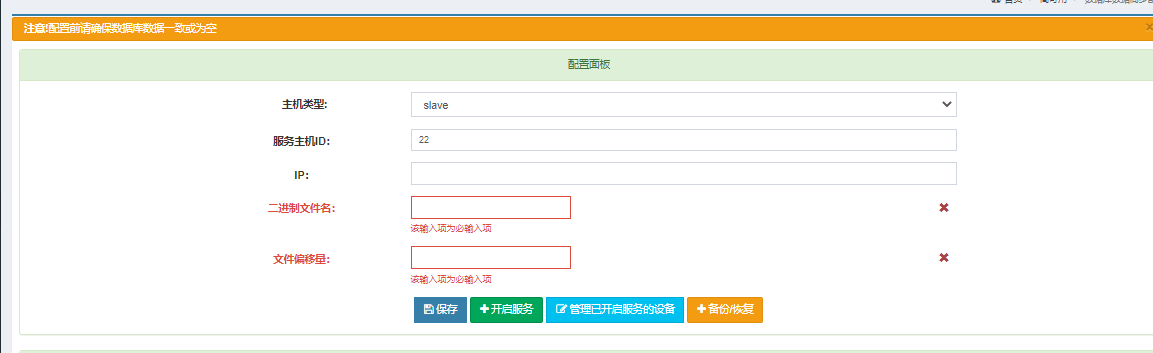 注意!配置前请确保数据库数据一致或为空
配置面板
主机类型:
slave
服务主机ID:
22
IP:
二进制文件名:
该输入项为必输入项
文件偏移量:
该输入项为必输入项
保存 开启服务 管理已开启服务的设备 备份/恢复